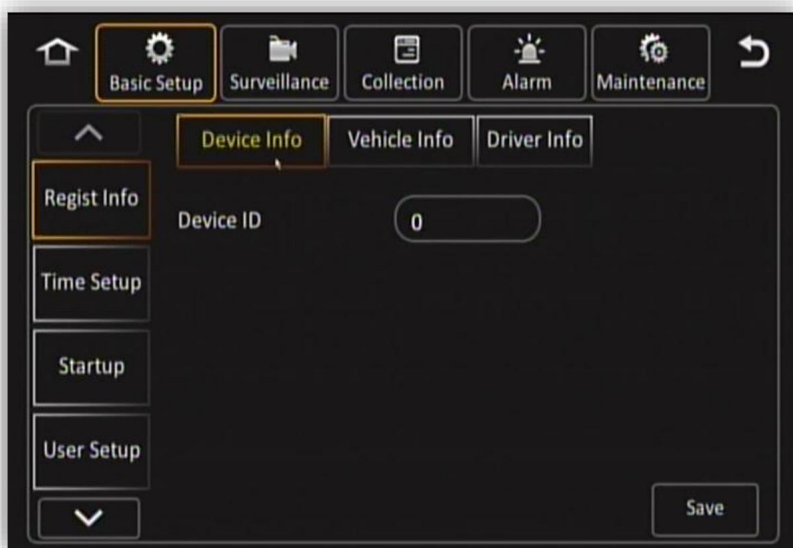 Basic Setup
Surveillance
Collection
Alarm
Maintenance
Device Info
Vehicle Info
Driver Info
Regist Info
Device ID
0
Time Setup
Startup
User Setup
Save